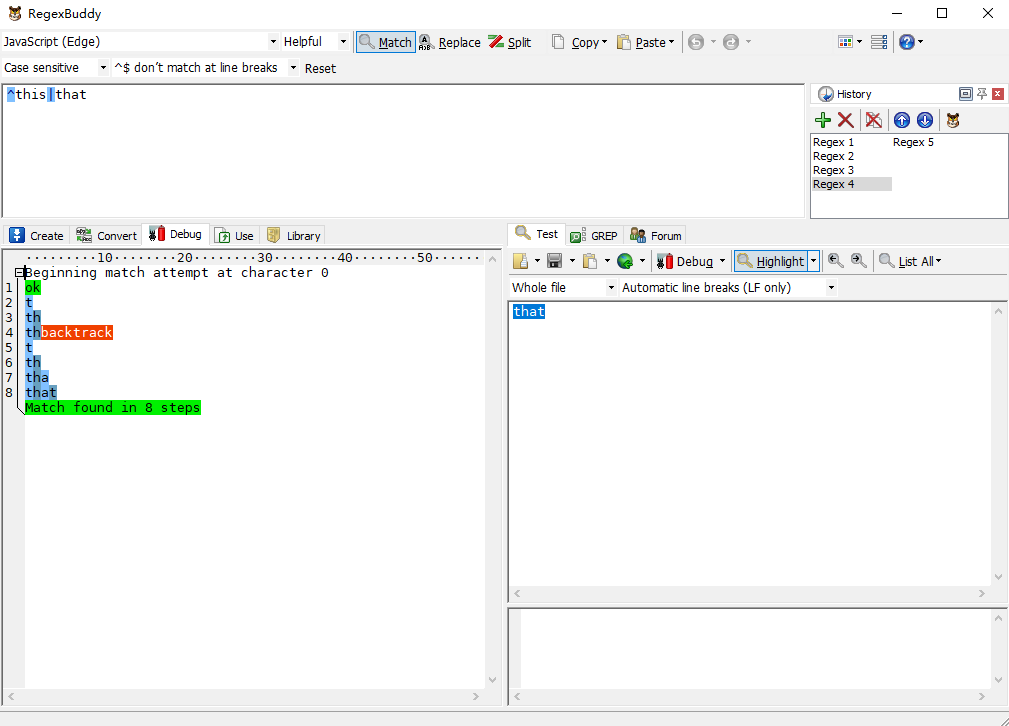 RegexBuddy
JavaScript (Edge) Helpful Match Replace Split Copy Paste
Case sensitive ^$ don't match at line breaks Reset
^this|that
History
Regex 1 Regex 5
Regex 2
Regex 3
Regex 4
Create Convert Debug Use Library
Test GREP Forum
Debug Highlight List All
Whole file Automatic line breaks (LF only)
that
·········10········20········30········40········50······
Beginning match attempt at character 0
1 ok
2 t
3 th
4 thbacktrack
5 t
6 th
7 tha
8 that
Match found in 8 steps